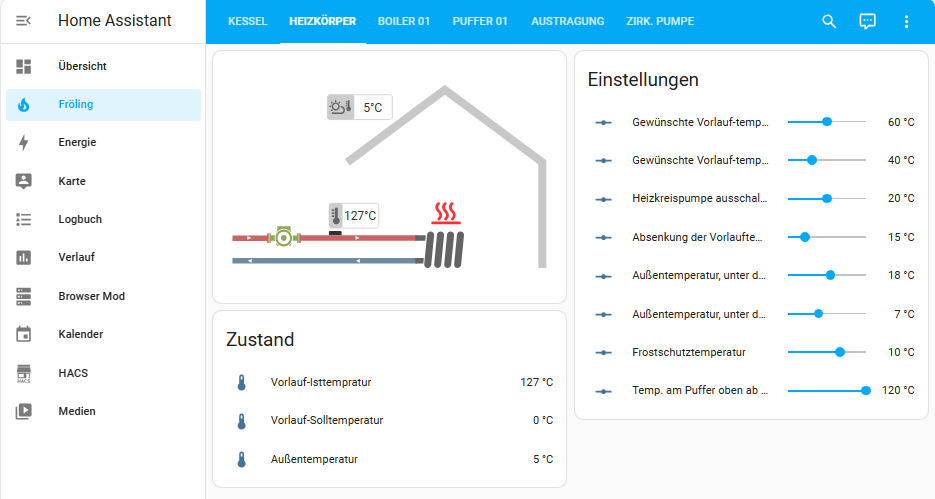 Home Assistant
Übersicht
Fröling
Energie
Karte
Logbuch
Verlauf
Browser Mod
Kalender
HACS
HACS
Medien
KESSEL HEIZKÖRPER BOILER 01 PUFFER 01 AUSTRAGUNG ZIRK. PUMPE
5°C
127°C
Zustand
Vorlauf-Isttempratur 127 °C
Vorlauf-Solltemperatur 0 °C
Außentemperatur 5 °C
Einstellungen
Gewünschte Vorlauf-temp... 60 °C
Gewünschte Vorlauf-temp... 40 °C
Heizkreispumpe ausschal... 20 °C
Absenkung der Vorlaufte... 15 °C
Außentemperatur, unter d... 18 °C
Außentemperatur, unter d... 7 °C
Frostschutztemperatur 10 °C
Temp. am Puffer oben ab ... 120 °C